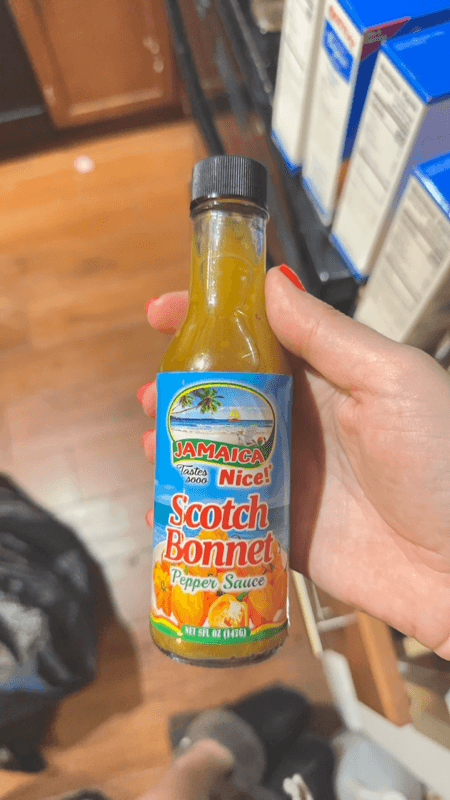 JAMAICA
Tastes
sooo
Nice!
Scotch
Bonnet
Pepper Sauce
NET 5FL OZ (147G)